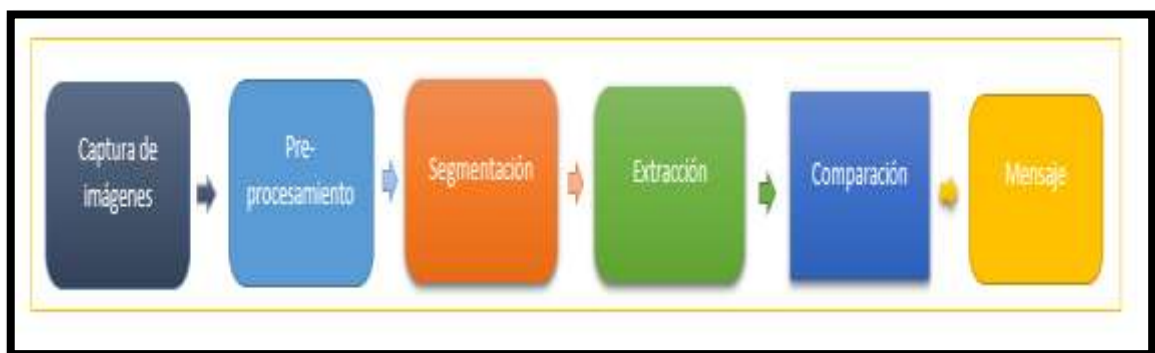 Captura de
imágenes
Pre-
procesamiento
Segmentación
Extracción
Comparación
Mensaje